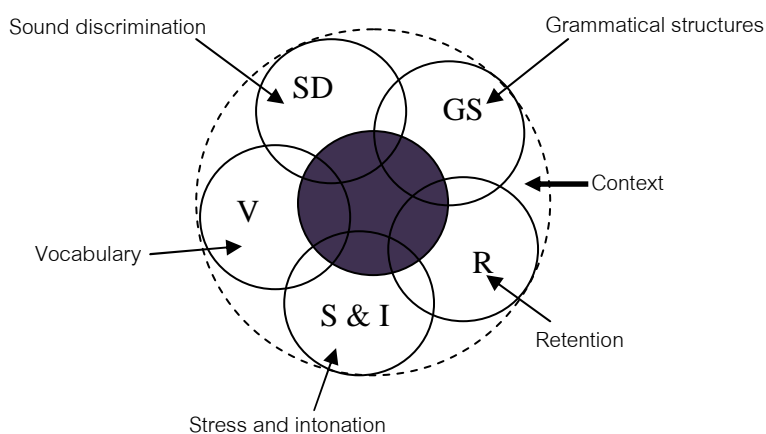 Sound discrimination
Grammatical structures
SD
GS
Context
V
Vocabulary
R
S & I
Retention
Stress and intonation